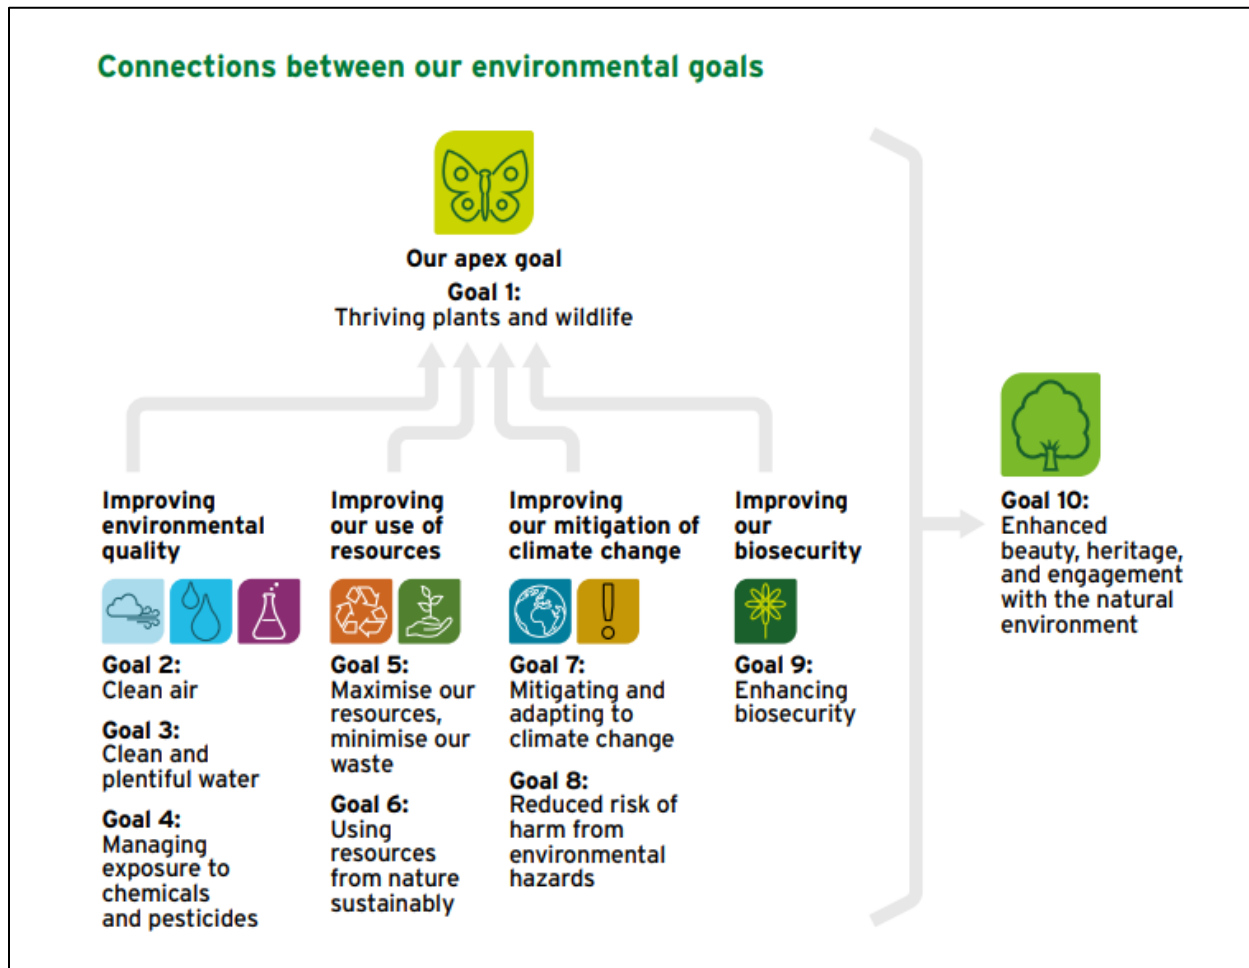 Connections between our environmental goals
Our apex goal
Goal 1:
Thriving plants and wildlife
Improving
environmental
quality
Goal 2:
Clean air
Goal 3:
Clean and
plentiful water
Goal 4:
Managing
exposure to
chemicals
and pesticides
Improving
our use of
resources
Goal 5:
Maximise our
resources,
minimise our
waste
Goal 6:
Using
resources
from nature
sustainably
Improving
our mitigation of
climate change
Goal 7:
Mitigating and
adapting to
climate change
Goal 8:
Reduced risk of
harm from
environmental
hazards
Improving
our
biosecurity
Goal 9:
Enhancing
biosecurity
Goal 10:
Enhanced
beauty, heritage,
and engagement
with the natural
environment